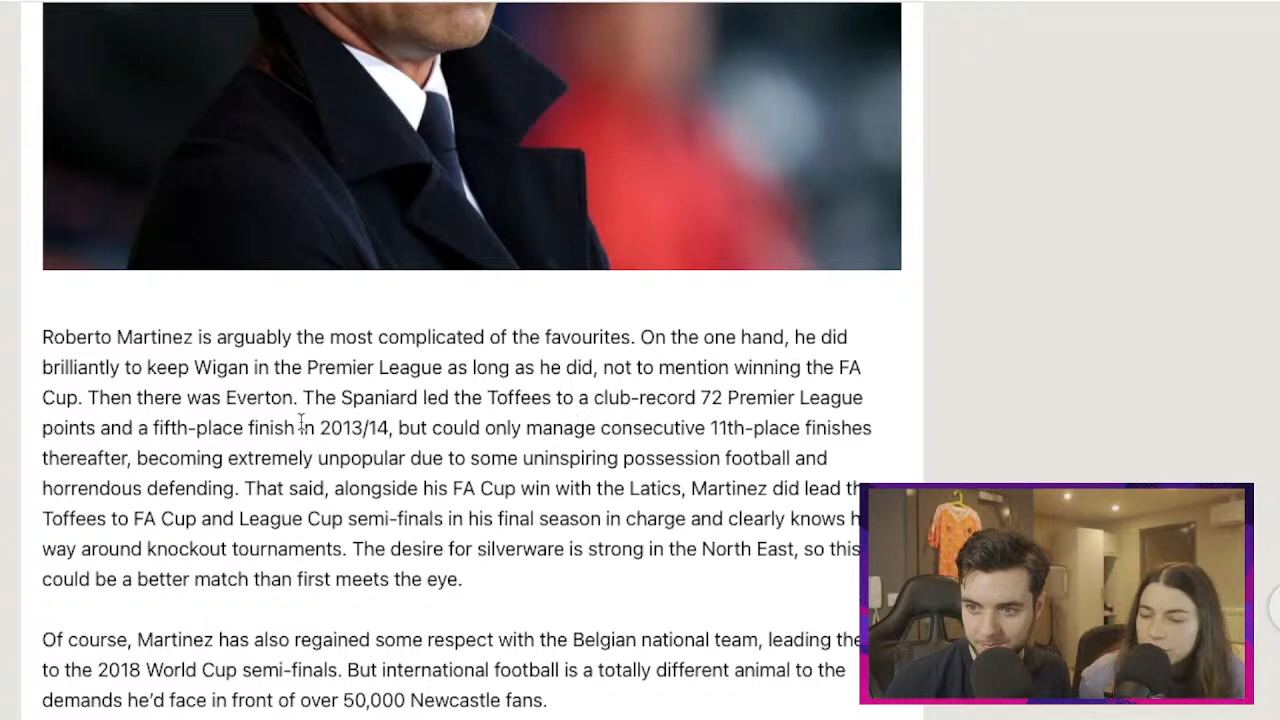 Roberto Martinez is arguably the most complicated of the favourites. On the one hand, he did
brilliantly to keep Wigan in the Premier League as long as he did, not to mention winning the FA
Cup. Then there was Everton. The Spaniard led the Toffees to a club-record 72 Premier League
points and a fifth-place finish in 2013/14, but could only manage consecutive 11th-place finishes
thereafter, becoming extremely unpopular due to some uninspiring possession football and
horrendous defending. That said, alongside his FA Cup win with the Latics, Martinez did lead
Toffees to FA Cup and League Cup semi-finals in his final season in charge and clearly knows
way around knockout tournaments. The desire for silverware is strong in the North East, so this
could be a better match than first meets the eye.
Of course, Martinez has also regained some respect with the Belgian national team, leading
to the 2018 World Cup semi-finals. But international football is a totally different animal to the
demands he'd face in front of over 50,000 Newcastle fans.